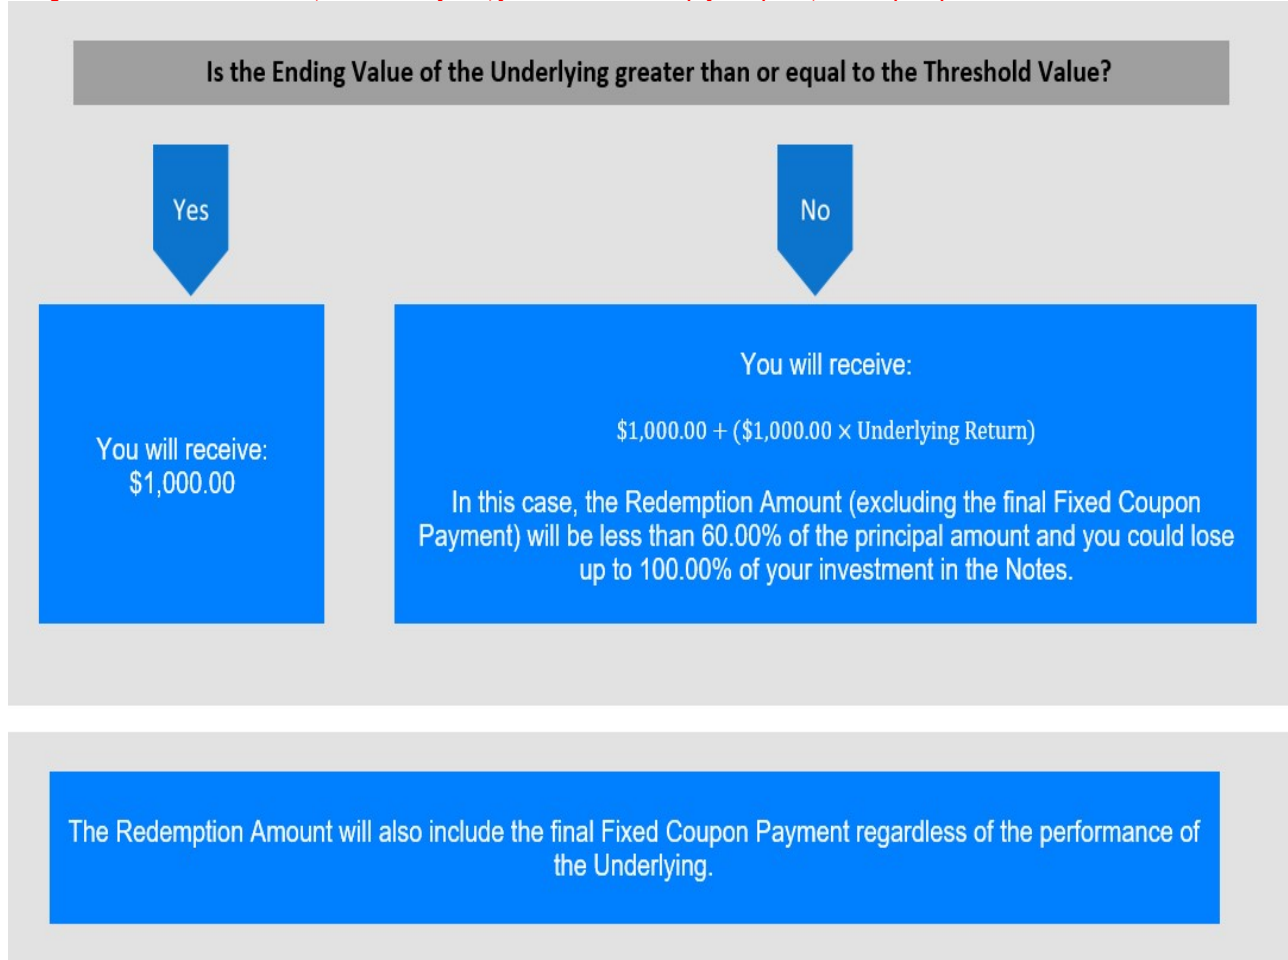 Is the Ending Value of the Underlying greater than or equal to the Threshold Value?
Yes
No
You will receive:
$1,000.00
You will receive:
$1,000.00 + ($1,000.00 × Underlying Return)
In this case, the Redemption Amount (excluding the final Fixed Coupon
Payment) will be less than 60.00% of the principal amount and you could lose
up to 100.00% of your investment in the Notes.
The Redemption Amount will also include the final Fixed Coupon Payment regardless of the performance of
the Underlying.